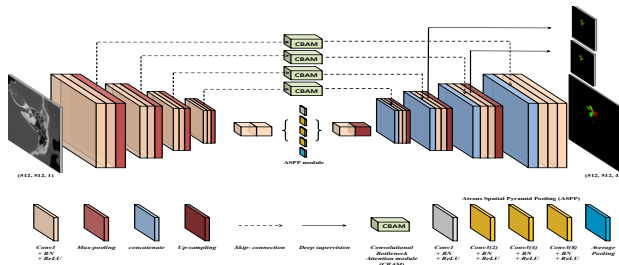 CBAM
CBAM
CBAM
CBAM
ASPP module
(512, 512, 1)
(512, 512, 4
Atrous Spatial Pyramid Pooling (ASPP)
CBAM
Conv3 + BN + ReLU
Max-pooling
concatenate
Up-sampling
Skip- connection
Deep supervision
Convolutional Bottleneck Attention module (CBAM)
Conv1 + BN + ReLU
Conv3(2) + BN + ReLU
Conv3(4) + BN + ReLU
Conv3(8) + BN + ReLU
Average Pooling